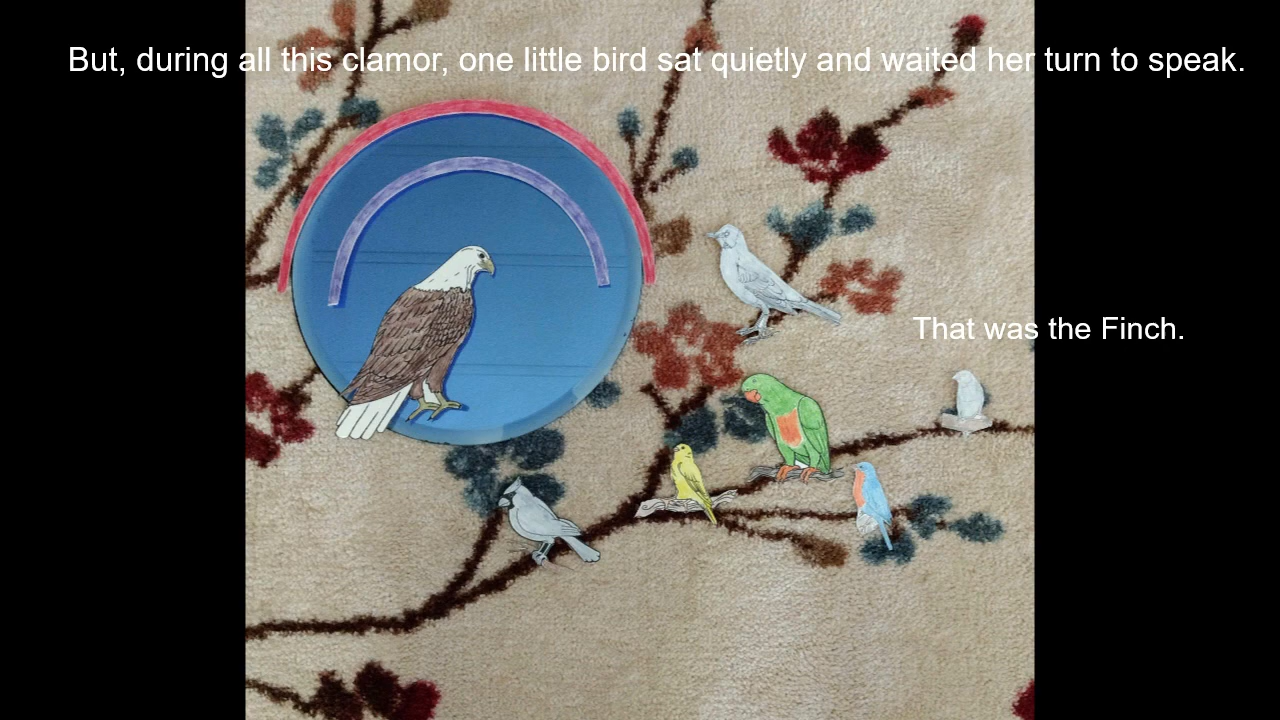 But, during all this clamor, one little bird sat quietly and waited her turn to speak.
That was the Finch.